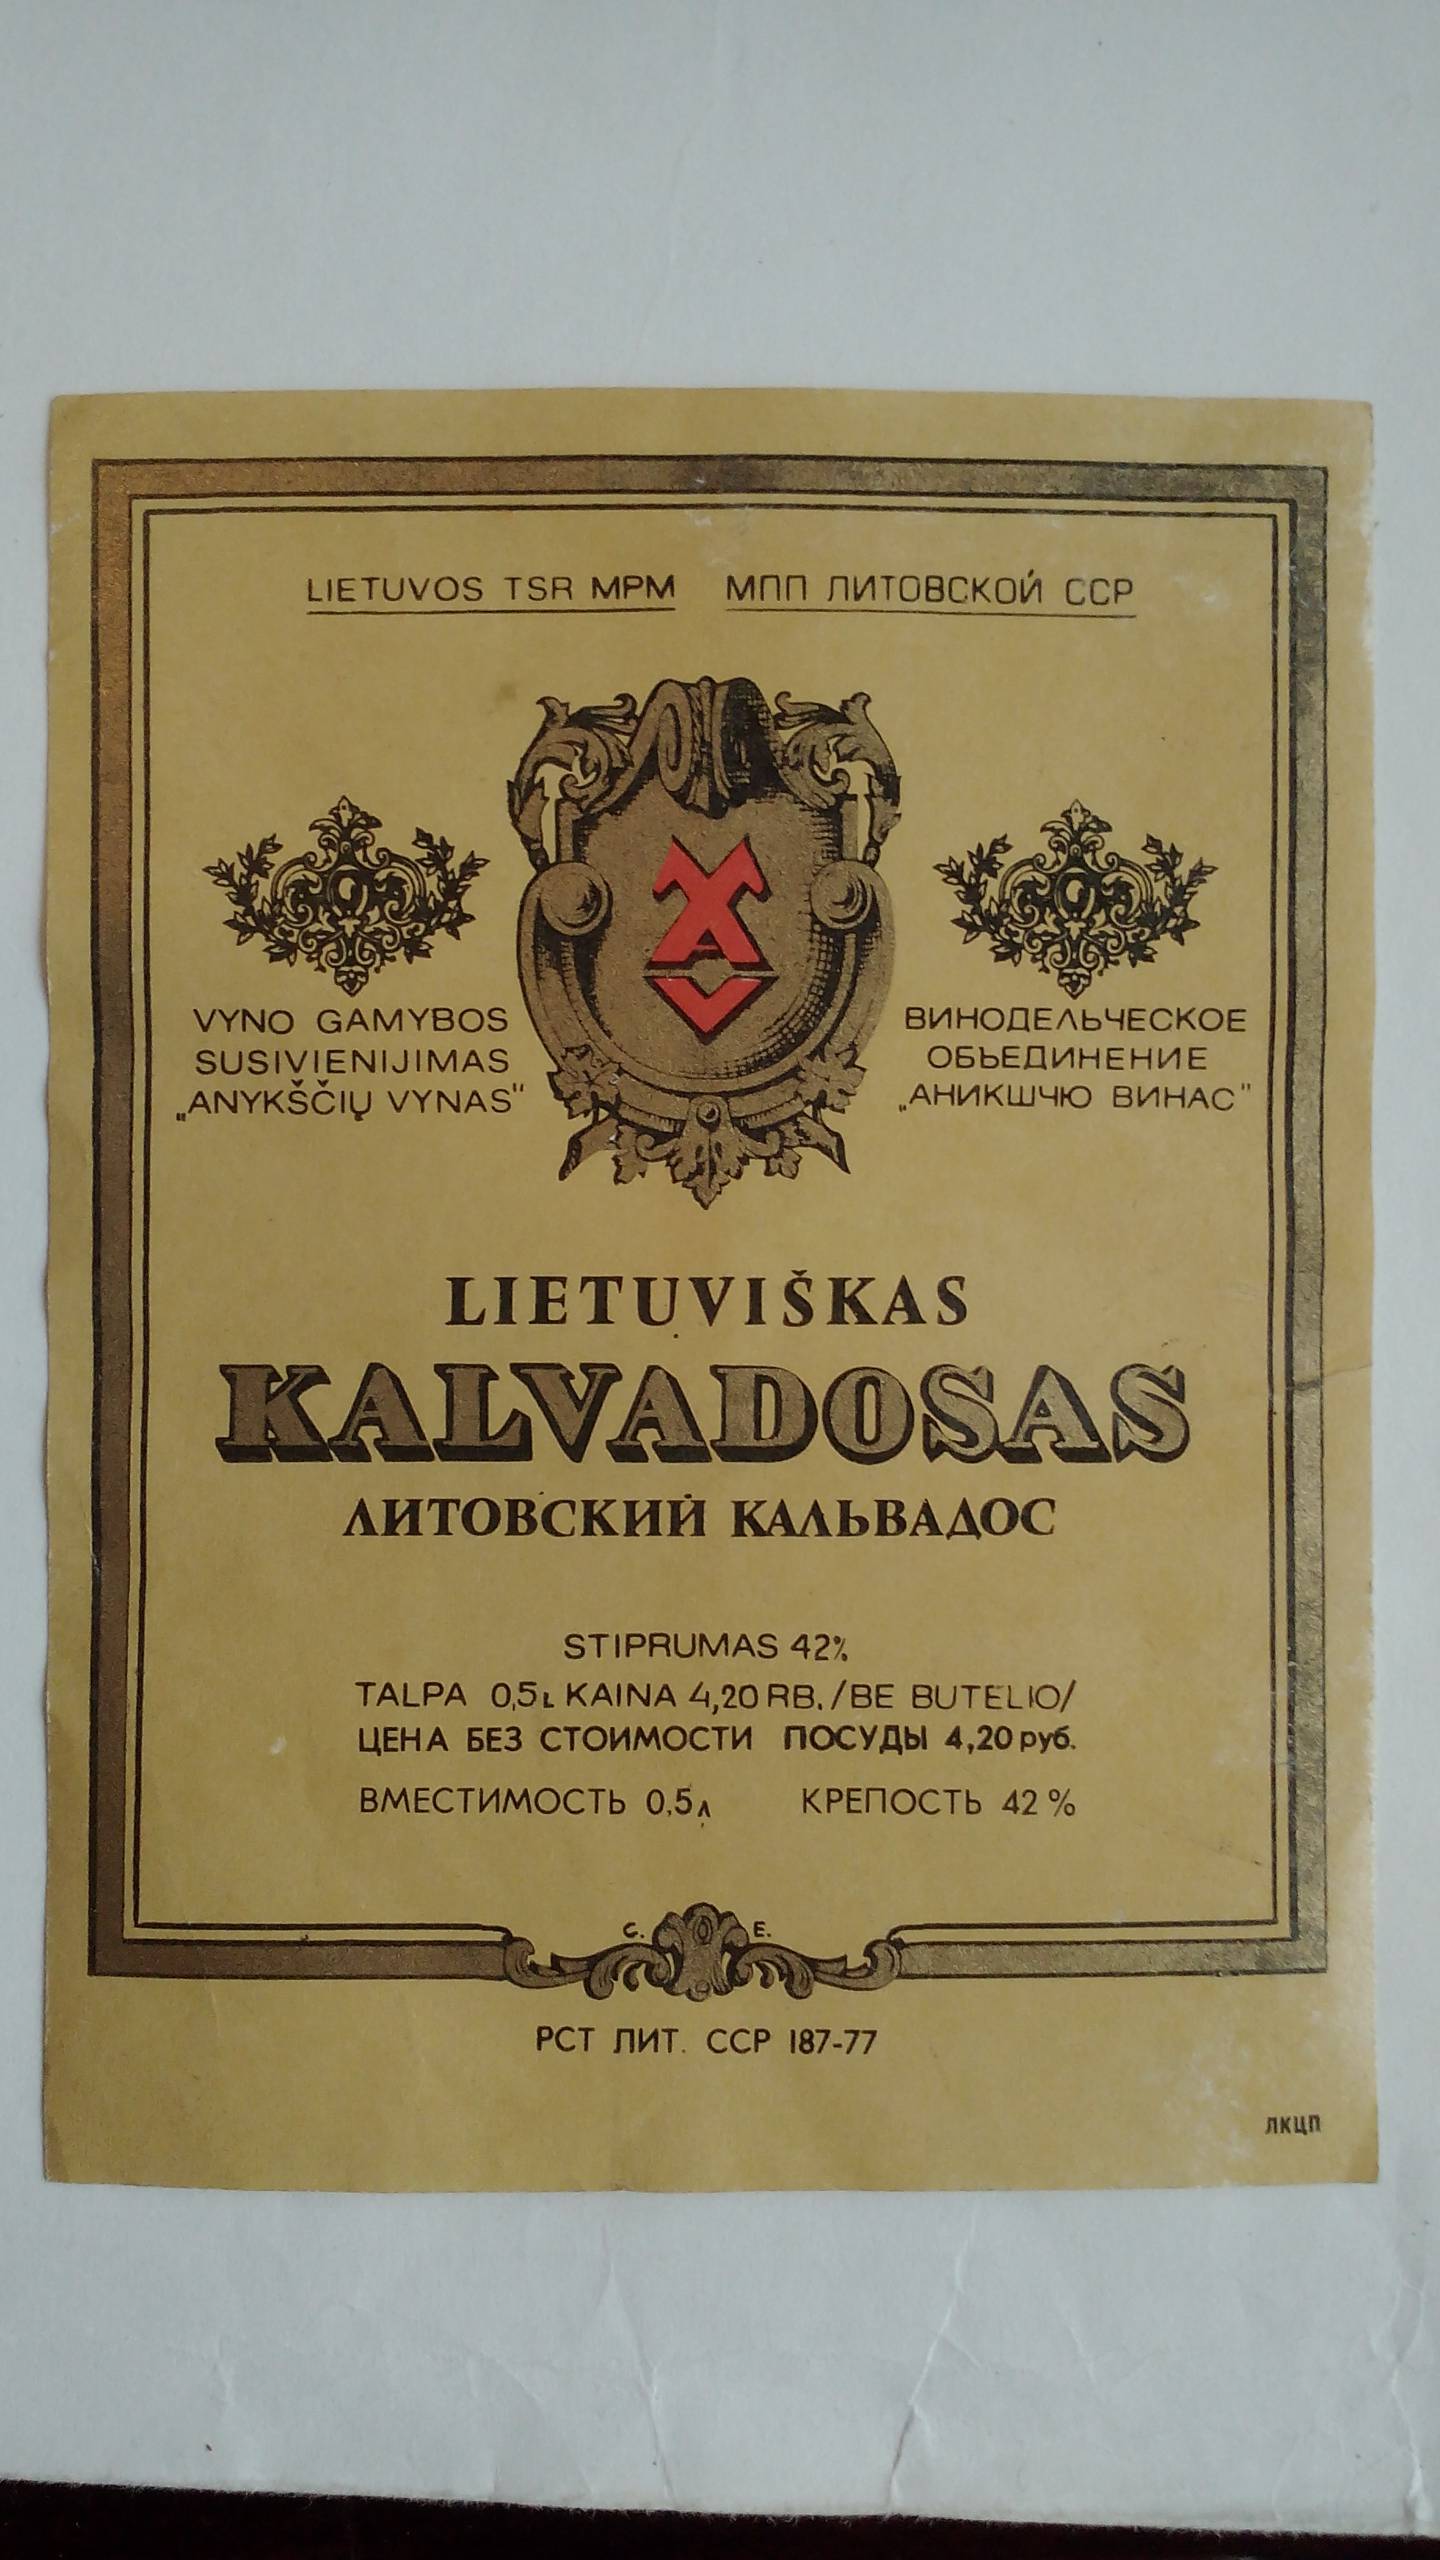 LIETUVOS TSR MPM МПП ЛИТОВСКОЙ ССР
VYNO GAMYBOS
SUSIVIENIJIMAS
„ANYKŠČIŲ VYNAS"
ВИНОДЕЛЬЧЕСКОЕ
ОБЪЕДИНЕНИЕ
„АНИКШЧЮ ВИНАС"
LIETUVIŠKAS
KALVADOSAS
ЛИТОВСКИЙ КАЛЬВАДОС
STIPRUMAS 42%
TALPA 0,5L KAINA 4,20 RB. /BE BUTELIO/
ЦЕНА БЕЗ СТОИМОСТИ ПОСУДЫ 4,20 руб.
ВМЕСТИМОСТЬ 0,5л КРЕПОСТЬ 42%
G. E.
РСТ ЛИТ. ССР 187-77
ЛКЦП